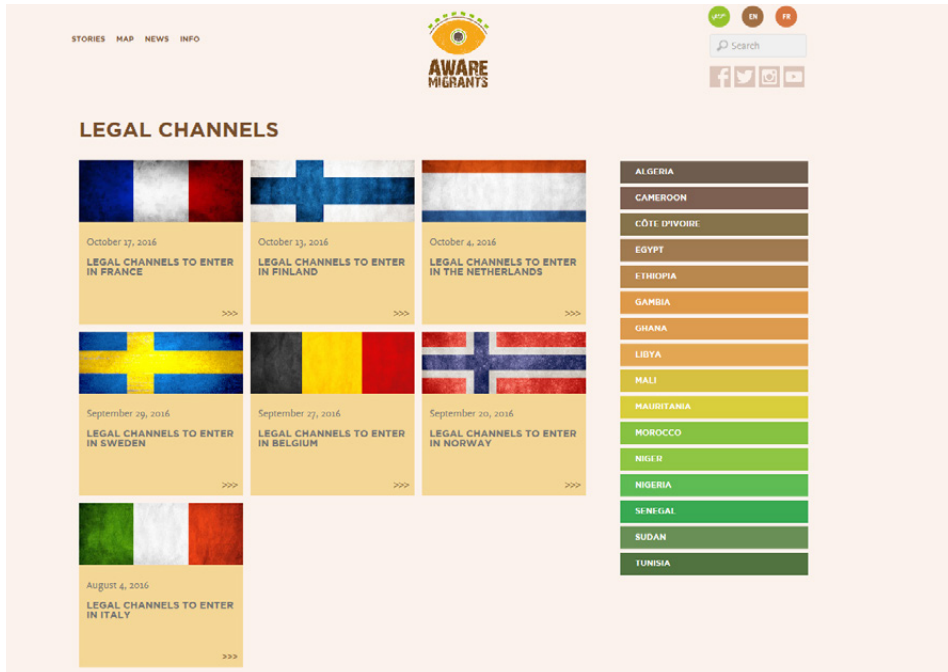 عربي
EN
FR
STORIES MAP NEWS INFO
Search
AWARE
MIGRANTS
LEGAL CHANNELS
October 17, 2016
LEGAL CHANNELS TO ENTER
IN FRANCE
>>>
October 13, 2016
LEGAL CHANNELS TO ENTER
IN FINLAND
>>>
October 4, 2016
LEGAL CHANNELS TO ENTER
IN THE NETHERLANDS
>>>
September 29, 2016
LEGAL CHANNELS TO ENTER
IN SWEDEN
>>>
September 27, 2016
LEGAL CHANNELS TO ENTER
IN BELGIUM
>>>
September 20, 2016
LEGAL CHANNELS TO ENTER
IN NORWAY
>>>
August 4, 2016
LEGAL CHANNELS TO ENTER
IN ITALY
>>>
ALGERIA
CAMEROON
CÔTE D'IVOIRE
EGYPT
ETHIOPIA
GAMBIA
GHANA
LIBYA
MALI
MAURITANIA
MOROCCO
NIGER
NIGERIA
SENEGAL
SUDAN
TUNISIA